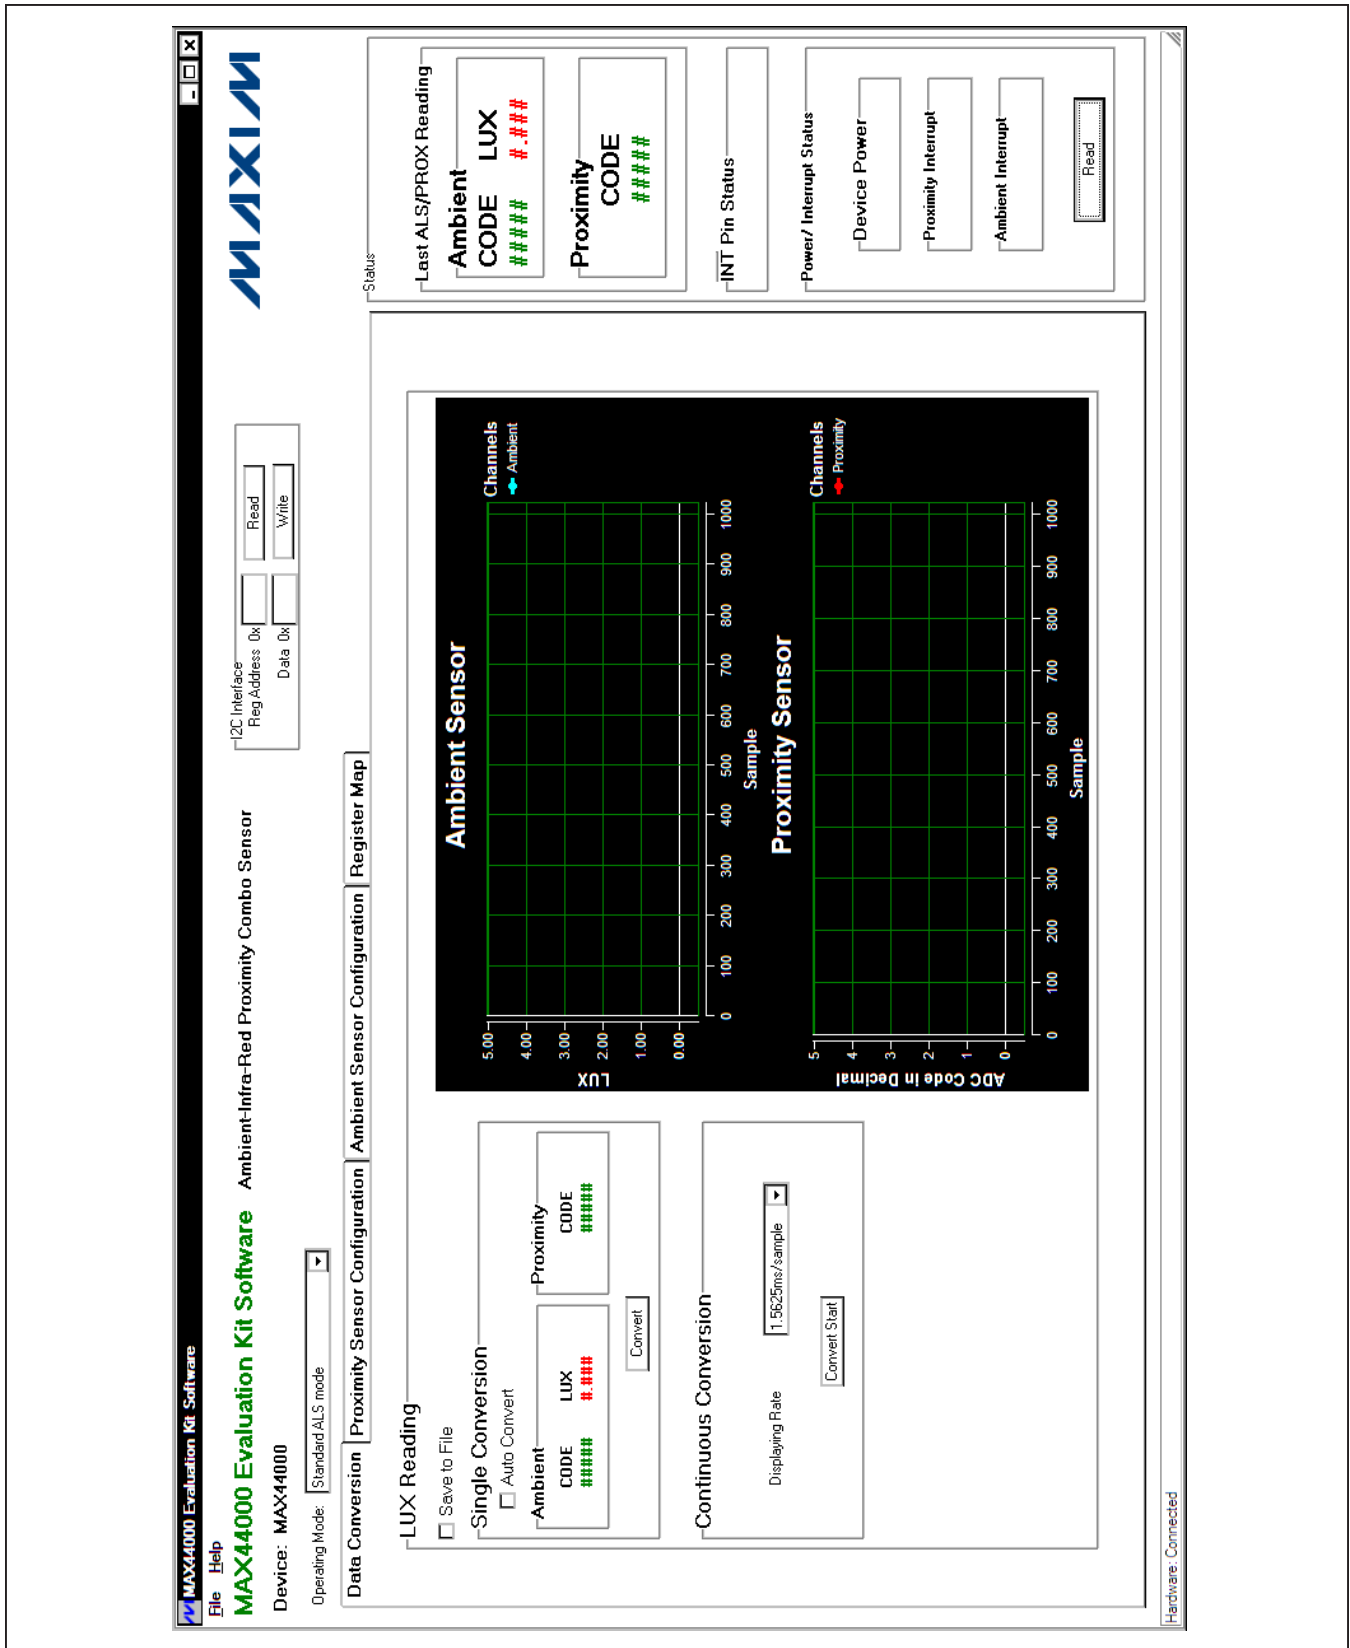 MAX44000 Evaluation Kit Software
File Help
MAX44000 Evaluation Kit Software Ambient-Infra-Red Proximity Combo Sensor
MAXIM
Device: MAX44000
Operating Mode: Standard ALS mode
I2C Interface
Reg Address 0x Read
Data 0x Write
Data Conversion Proximity Sensor Configuration Ambient Sensor Configuration Register Map
LUX Reading
Save to File
Single Conversion
Auto Convert
Ambient
CODE LUX
##### #.###
Proximity
CODE
#####
Convert
Continuous Conversion
Displaying Rate 1.5625ms/sample
Convert Start
Ambient Sensor
Channels
Ambient
LUX
5.00
4.00
3.00
2.00
1.00
0.00
0 100 200 300 400 500 600 700 800 900 1000
Sample
Proximity Sensor
Channels
Proximity
ADC Code in Decimal
5
4
3
2
1
0
0 100 200 300 400 500 600 700 800 900 1000
Sample
Status
Last ALS/PROX Reading
Ambient
CODE LUX
##### #.###
Proximity
CODE
#####
INT Pin Status
Power/ Interrupt Status
Device Power
Proximity Interrupt
Ambient Interrupt
Read
Hardware: Connected